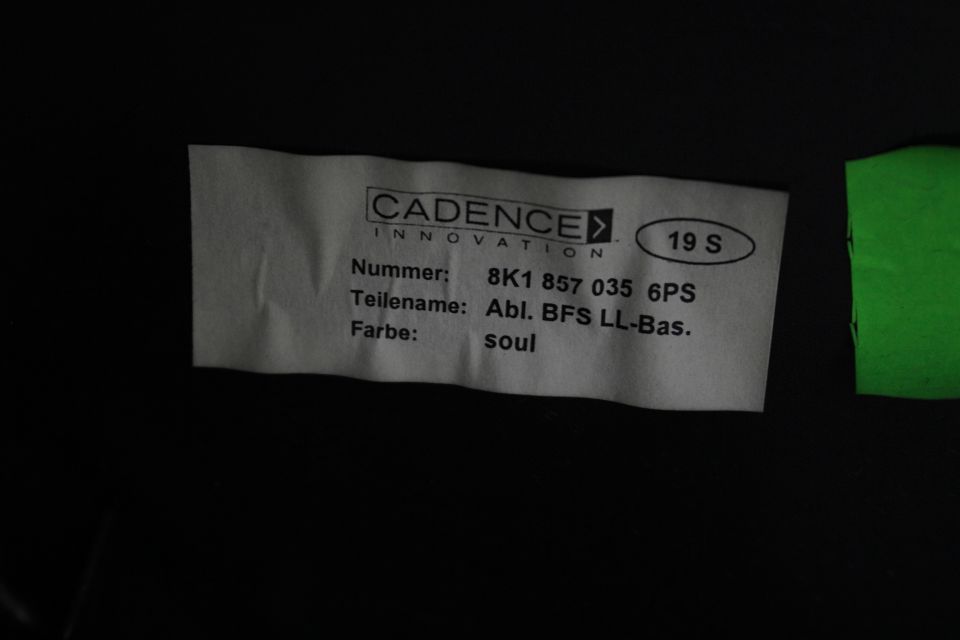 CADENCE
INNOVATION
19 S
Nummer: 8K1 857 035 6PS
Teilename: Abl. BFS LL-Bas.
Farbe: soul